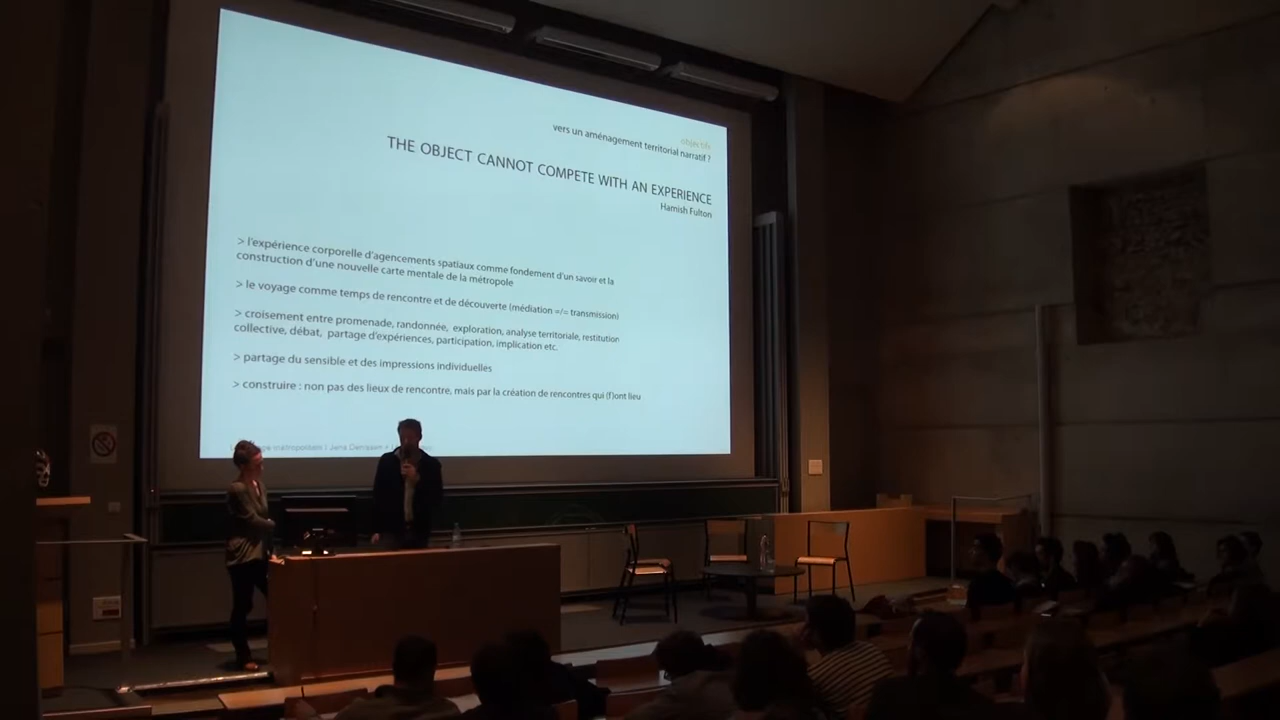 objectifs
vers un aménagement territorial narratif ?
THE OBJECT CANNOT COMPETE WITH AN EXPERIENCE
Hamish Fulton
> l'expérience corporelle d'agencements spatiaux comme fondement d'un savoir et la
construction d'une nouvelle carte mentale de la métropole
> le voyage comme temps de rencontre et de découverte (médiation =/= transmission)
> croisement entre promenade, randonnée, exploration, analyse territoriale, restitution
collective, débat, partage d'expériences, participation, implication etc.
> partage du sensible et des impressions individuelles
> construire : non pas des lieux de rencontre, mais par la création de rencontres qui (f)ont lieu